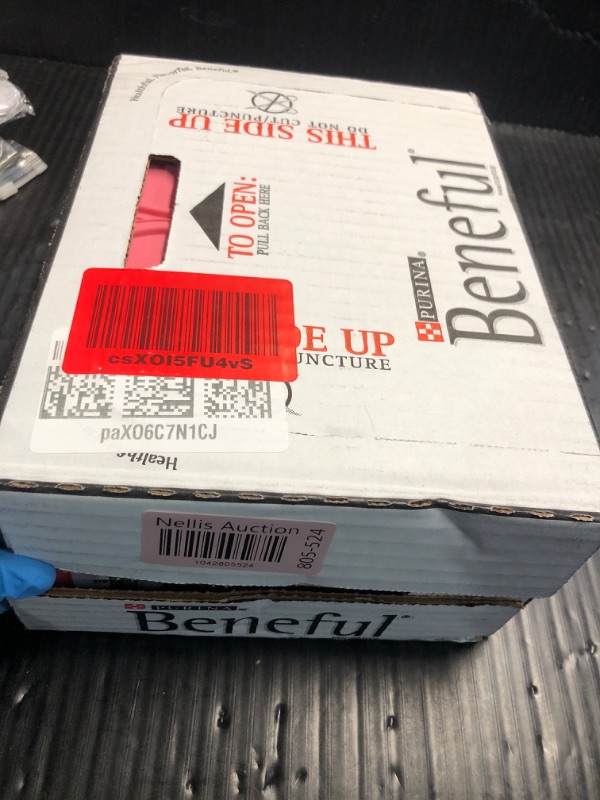 Healthful. Flavorful. Beneful.®
DO NOT CUT/PUNCTURE
THIS SIDE UP
TO OPEN:
PULL BACK HERE
PURINA®
Beneful®
DE UP
UNCTURE
csXOI5FU4vS
paXO6C7N1CJ
Healthf
Nellis Auction
1042805524
805-524
PURINA
Beneful®